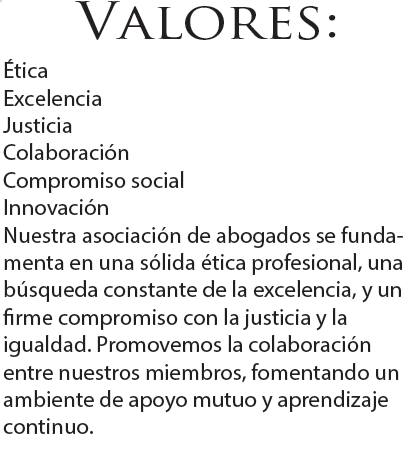 VALORES:
Ética
Excelencia
Justicia
Colaboración
Compromiso social
Innovación
Nuestra asociación de abogados se funda-
menta en una sólida ética profesional, una
búsqueda constante de la excelencia, y un
firme compromiso con la justicia y la
igualdad. Promovemos la colaboración
entre nuestros miembros, fomentando un
ambiente de apoyo mutuo y aprendizaje
continuo.